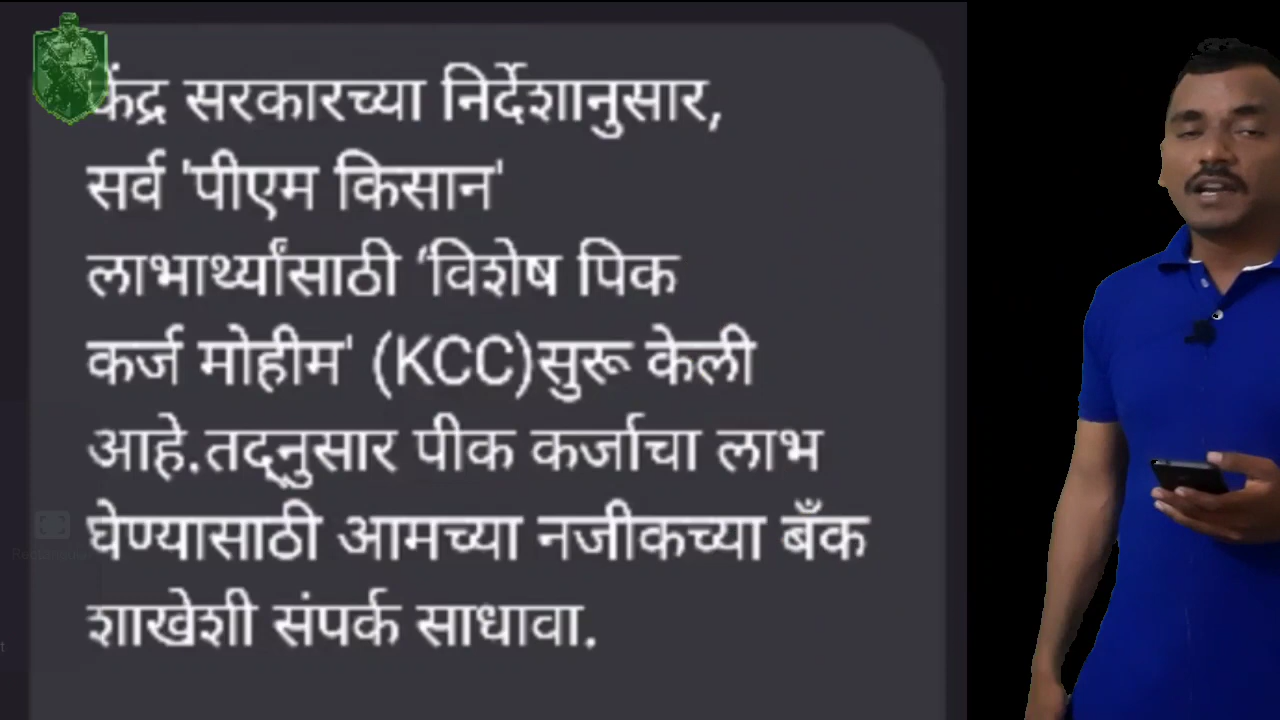 केंद्र सरकारच्या निर्देशानुसार,
सर्व 'पीएम किसान'
लाभार्थ्यांसाठी 'विशेष पिक
कर्ज मोहीम' (KCC)सुरू केली
आहे.तद्नुसार पीक कर्जाचा लाभ
घेण्यासाठी आमच्या नजीकच्या बँक
शाखेशी संपर्क साधावा.